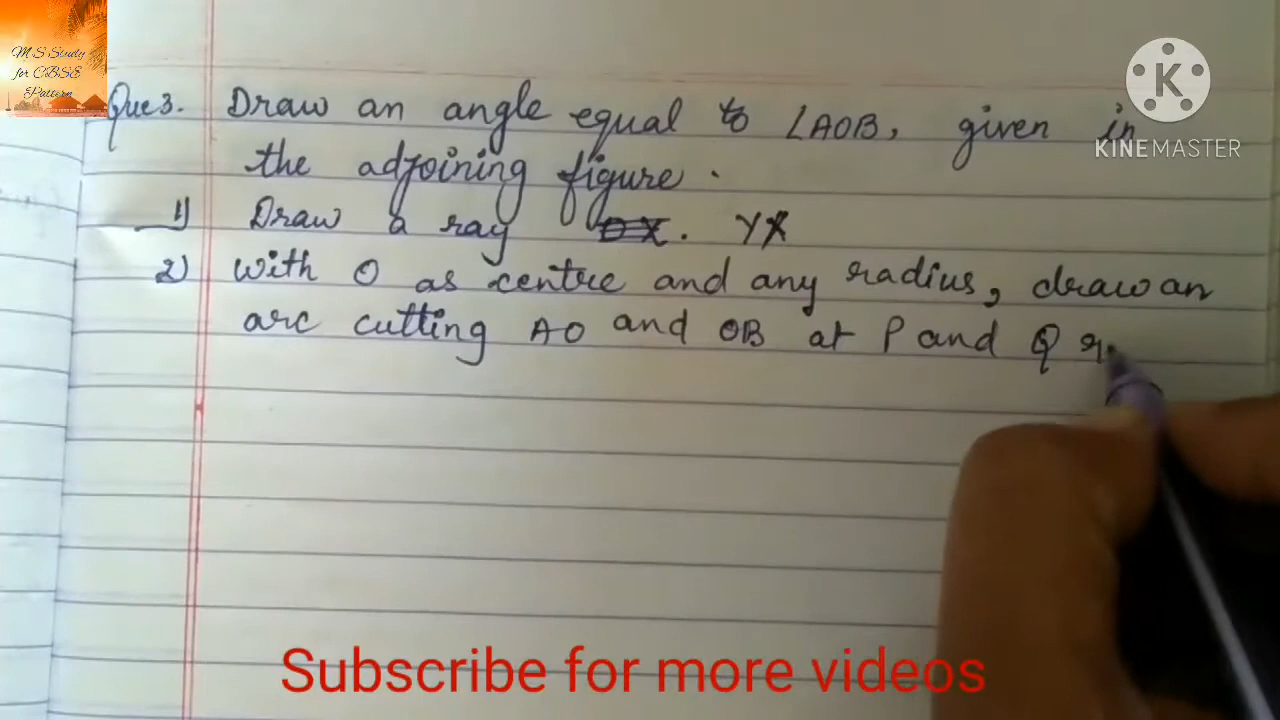 M S Study
for CBSE
Pattern
KINEMASTER
Que 3. Draw an angle equal to ∠AOB, given in
the adjoining figure.
1) Draw a ray YX
2) With O as centre and any radius, draw an
arc cutting AO and OB at P and Q
Subscribe for more videos